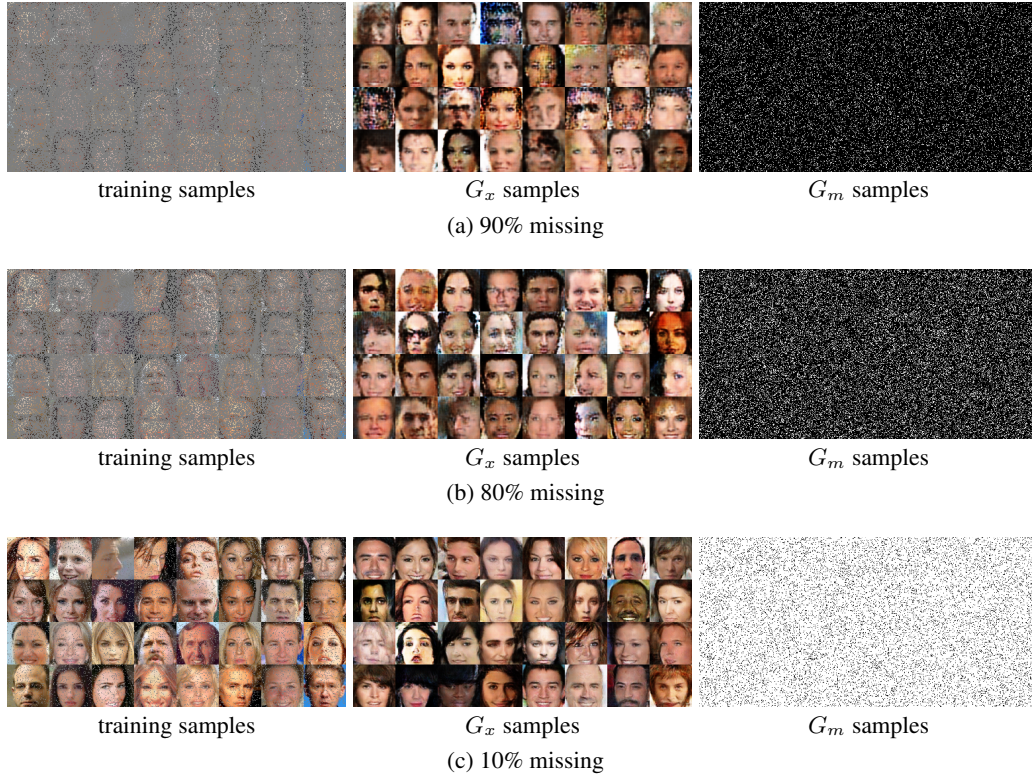 training samples G_x samples G_m samples
(a) 90% missing
training samples G_x samples G_m samples
(b) 80% missing
training samples G_x samples G_m samples
(c) 10% missing